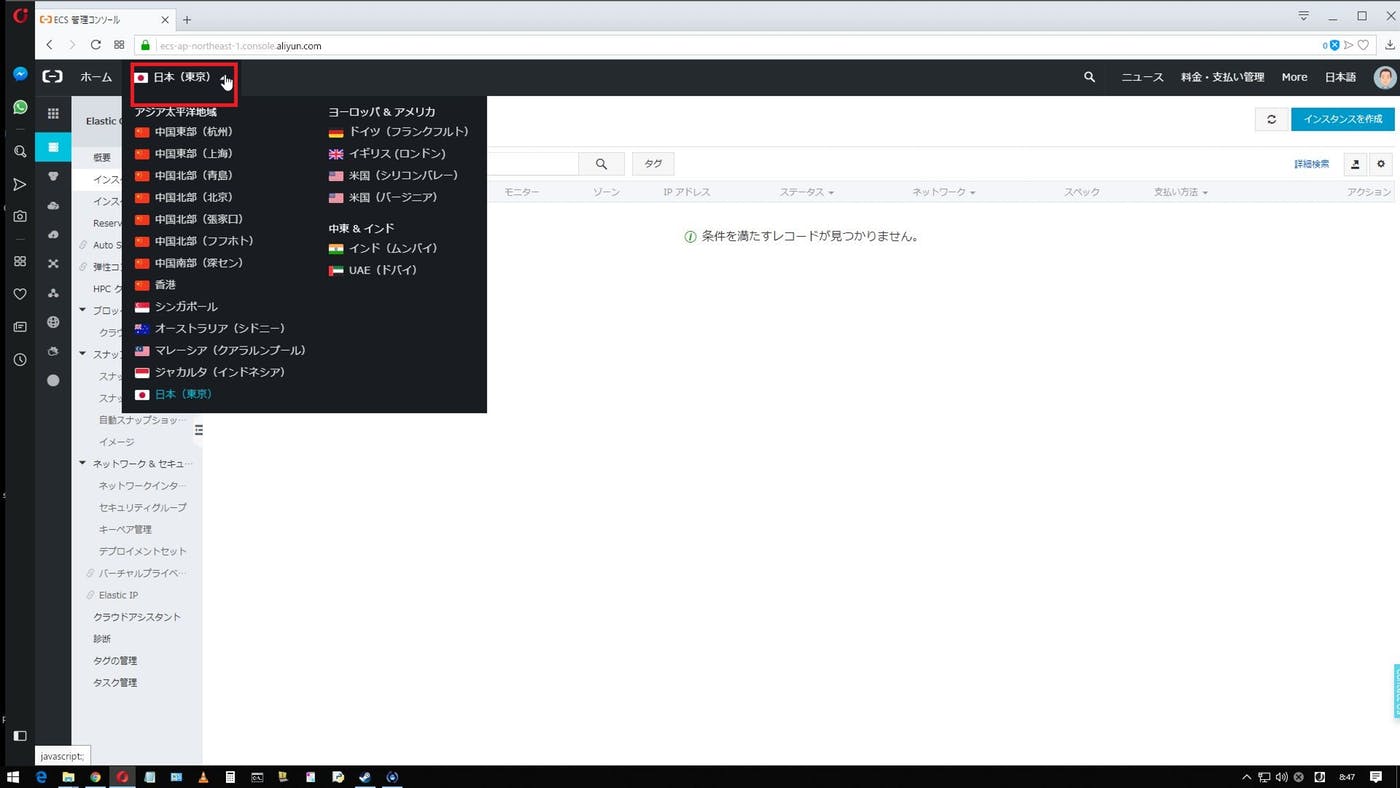 ECS 管理コンソール
ecs-ap-northeast-1.console.aliyun.com
0
ホーム
日本（東京）
ニュース
料金・支払い管理
More
日本語
アジア太平洋地域
中国東部（杭州）
中国東部（上海）
中国北部（青島）
中国北部（北京）
中国北部（張家口）
中国北部（フフホト）
中国南部（深セン）
香港
シンガポール
オーストラリア（シドニー）
マレーシア（クアラルンプール）
ジャカルタ（インドネシア）
日本（東京）
ヨーロッパ & アメリカ
ドイツ（フランクフルト）
イギリス (ロンドン)
米国（シリコンバレー）
米国（バージニア）
中東 & インド
インド（ムンバイ）
UAE（ドバイ）
Elastic
概要
インス
インス
Reserv
Auto S
弾性コ
HPC ク
ブロッ
クラウ
スナッ
スナッ
スナッ
自動スナップショッ…
イメージ
ネットワーク & セキュ…
ネットワークインタ…
セキュリティグループ
キーペア管理
デプロイメントセット
バーチャルプライベ…
Elastic IP
クラウドアシスタント
診断
タグの管理
タスク管理
インスタンスを作成
タグ
詳細検索
モニター
ゾーン
IP アドレス
ステータス
ネットワーク
スペック
支払い方法
アクション
条件を満たすレコードが見つかりません。
javascript:;
8:47